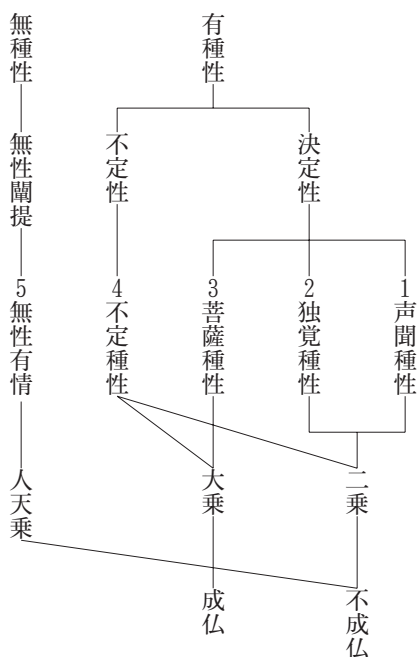 有種性
無種性
決定性
不定性
無性闡提
1声聞種性
2独覚種性
3菩薩種性
4不定種性
5無性有情
二乗
大乗
人天乗
不成仏
成仏